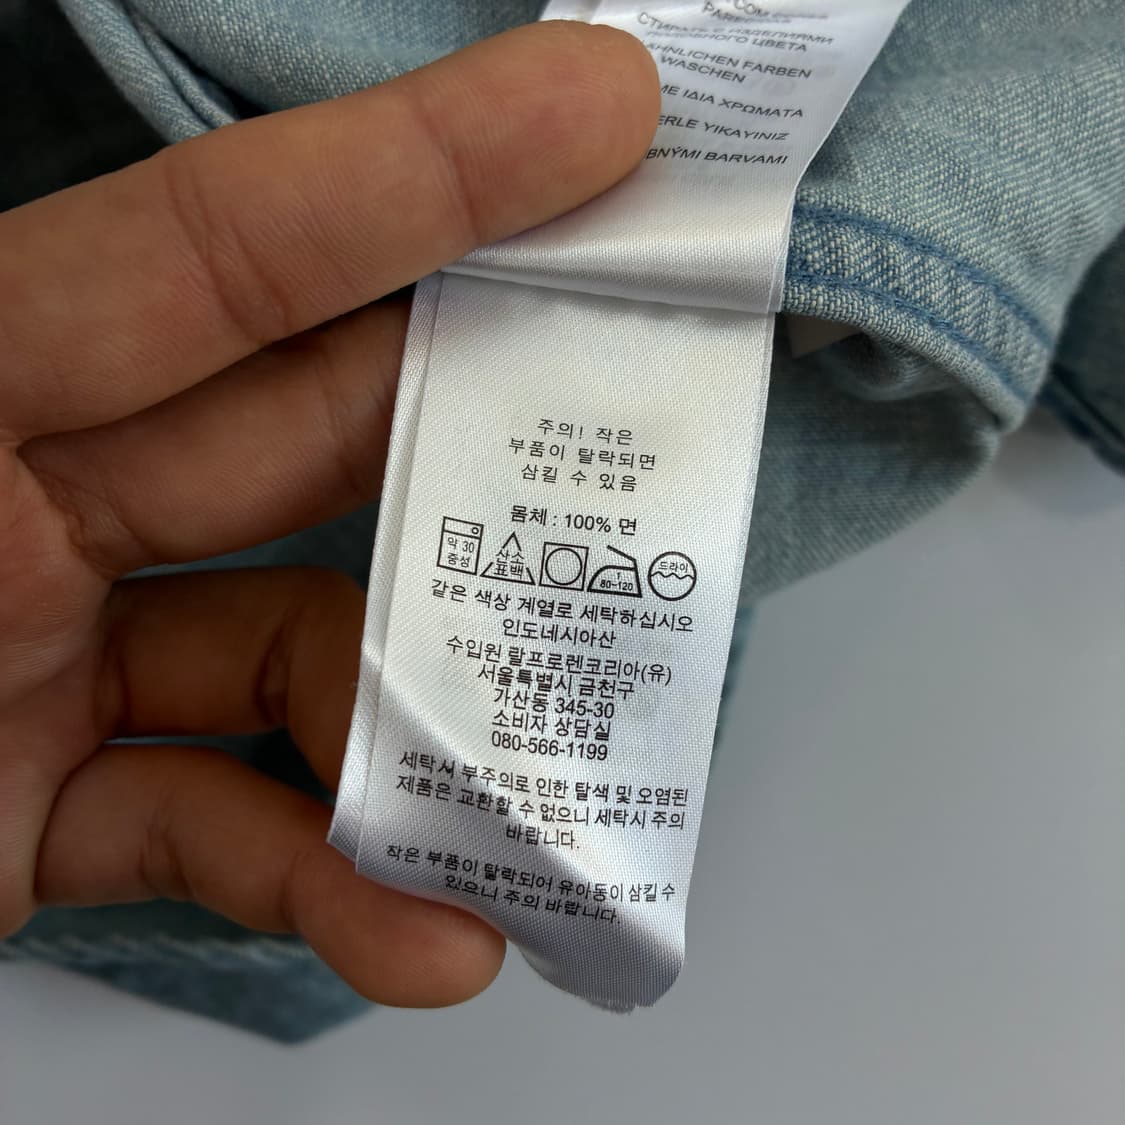 СТИРАТЬ С ИЗДЕЛИЯМИ
ПОДОБНОГО ЦВЕТА
ÄHNLICHEN FARBEN
WASCHEN
ΜΕ ΙΔΙΑ ΧΡΩΜΑΤΑ
ERLE YIKAYINIZ
BNÝMI BARVAMI
주의! 작은
부품이 탈락되면
삼킬 수 있음
몸체 : 100% 면
약 30
중성
산소
표백
1
80~120
드라이
같은 색상 계열로 세탁하십시오
인도네시아산
수입원 랄프로렌코리아(유)
서울특별시 금천구
가산동 345-30
소비자 상담실
080-566-1199
세탁시 부주의로 인한 탈색 및 오염된
제품은 교환할 수 없으니 세탁시 주의
바랍니다.
작은 부품이 탈락되어 유아동이 삼킬 수
있으니 주의 바랍니다.